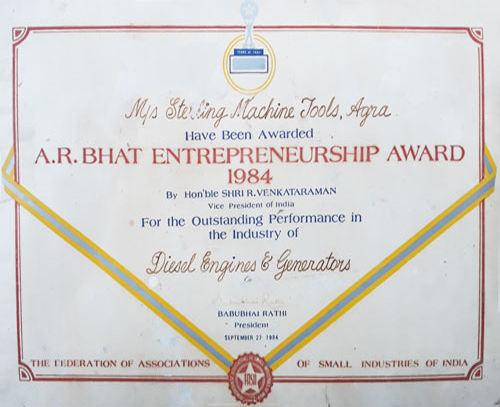 M/s Sterling Machine Tools, Agra
Have Been Awarded
A.R. BHAT ENTREPRENEURSHIP AWARD
1984
By Hon'ble SHRI R. VENKATARAMAN
Vice President of India
For the Outstanding Performance in
the Industry of
Diesel Engines & Generators
BABUBHAI RATHI
President
SEPTEMBER 27 1984
THE FEDERATION OF ASSOCIATIONS OF SMALL INDUSTRIES OF INDIA